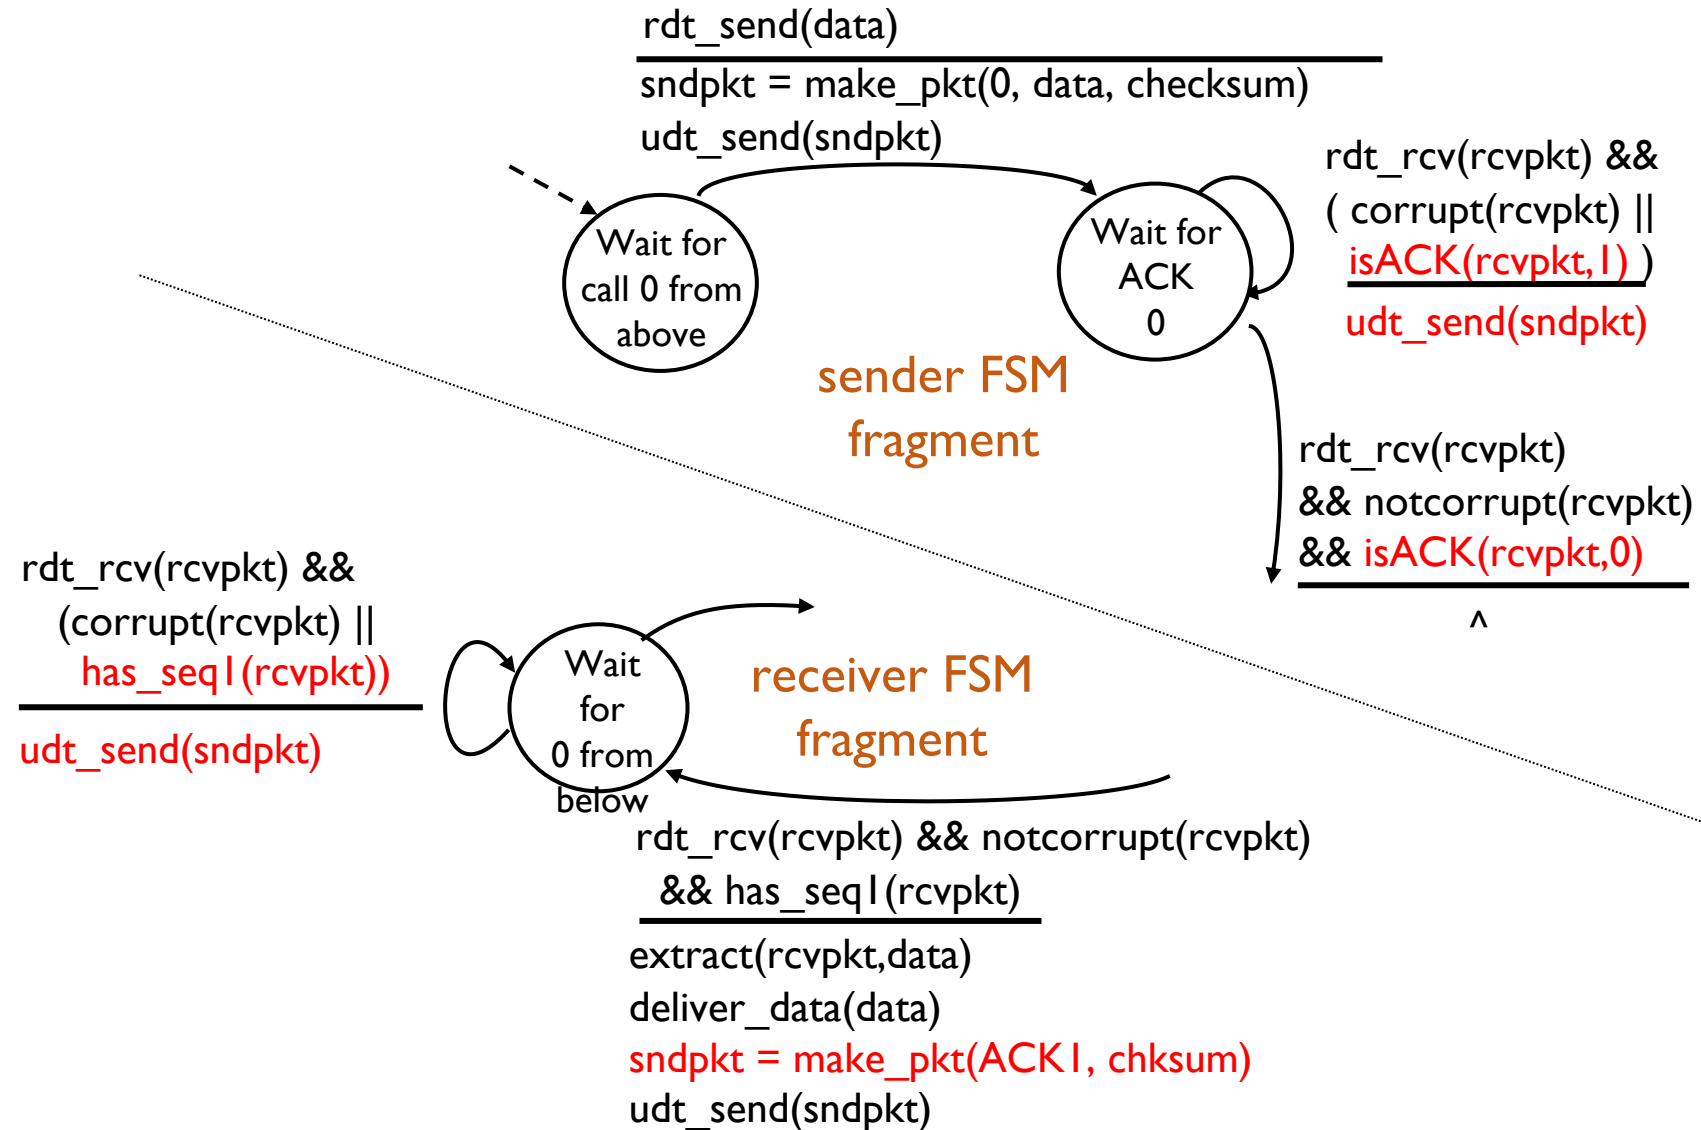 rdt_send(data)
sndpkt = make_pkt(0, data, checksum)
udt_send(sndpkt)
rdt_rcv(rcvpkt) &&
( corrupt(rcvpkt) ||
isACK(rcvpkt,1) )
udt_send(sndpkt)
Wait for
call 0 from
above
Wait for
ACK
0
sender FSM
fragment
rdt_rcv(rcvpkt)
&& notcorrupt(rcvpkt)
&& isACK(rcvpkt,0)
^
rdt_rcv(rcvpkt) &&
(corrupt(rcvpkt) ||
has_seq1(rcvpkt))
udt_send(sndpkt)
Wait
for
0 from
below
receiver FSM
fragment
rdt_rcv(rcvpkt) && notcorrupt(rcvpkt)
&& has_seq1(rcvpkt)
extract(rcvpkt,data)
deliver_data(data)
sndpkt = make_pkt(ACK1, chksum)
udt_send(sndpkt)